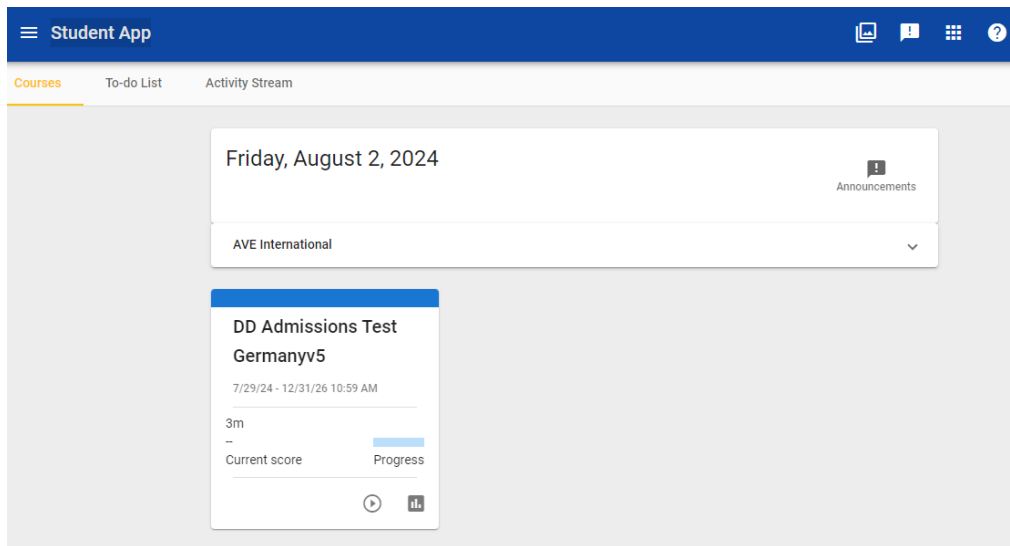 Student App
Courses To-do List Activity Stream
Friday, August 2, 2024
Announcements
AVE International
DD Admissions Test
Germanyv5
7/29/24 - 12/31/26 10:59 AM
3m
--
Current score Progress